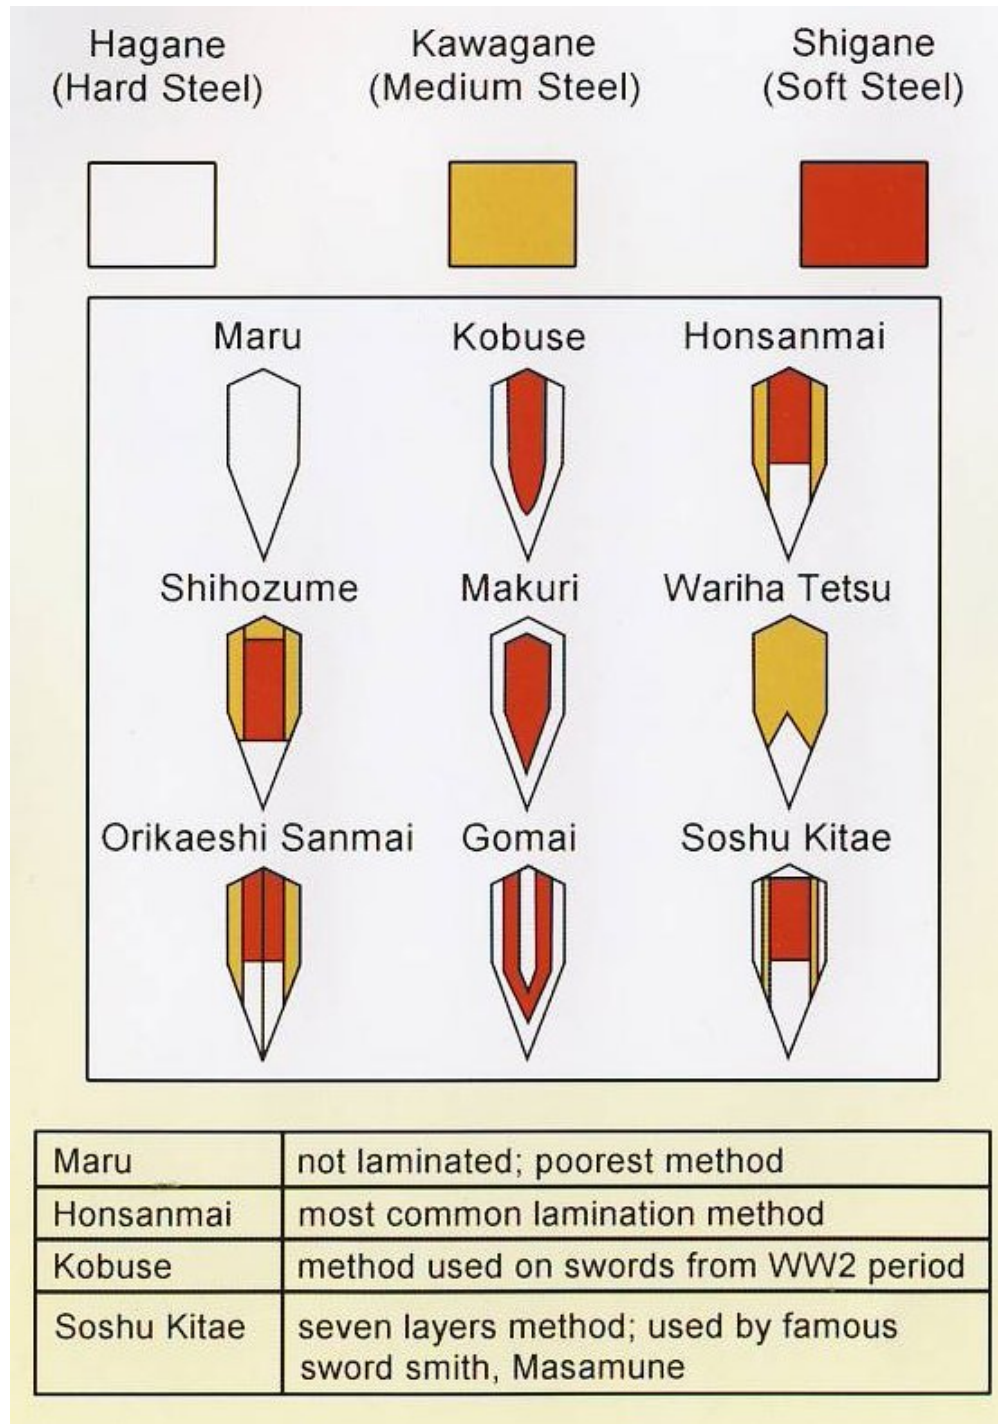 Hagane
(Hard Steel)
Kawagane
(Medium Steel)
Shigane
(Soft Steel)
Maru
Kobuse
Honsanmai
Shihozume
Makuri
Wariha Tetsu
Orikaeshi Sanmai
Gomai
Soshu Kitae
Maru
not laminated; poorest method
Honsanmai
most common lamination method
Kobuse
method used on swords from WW2 period
Soshu Kitae
seven layers method; used by famous
sword smith, Masamune